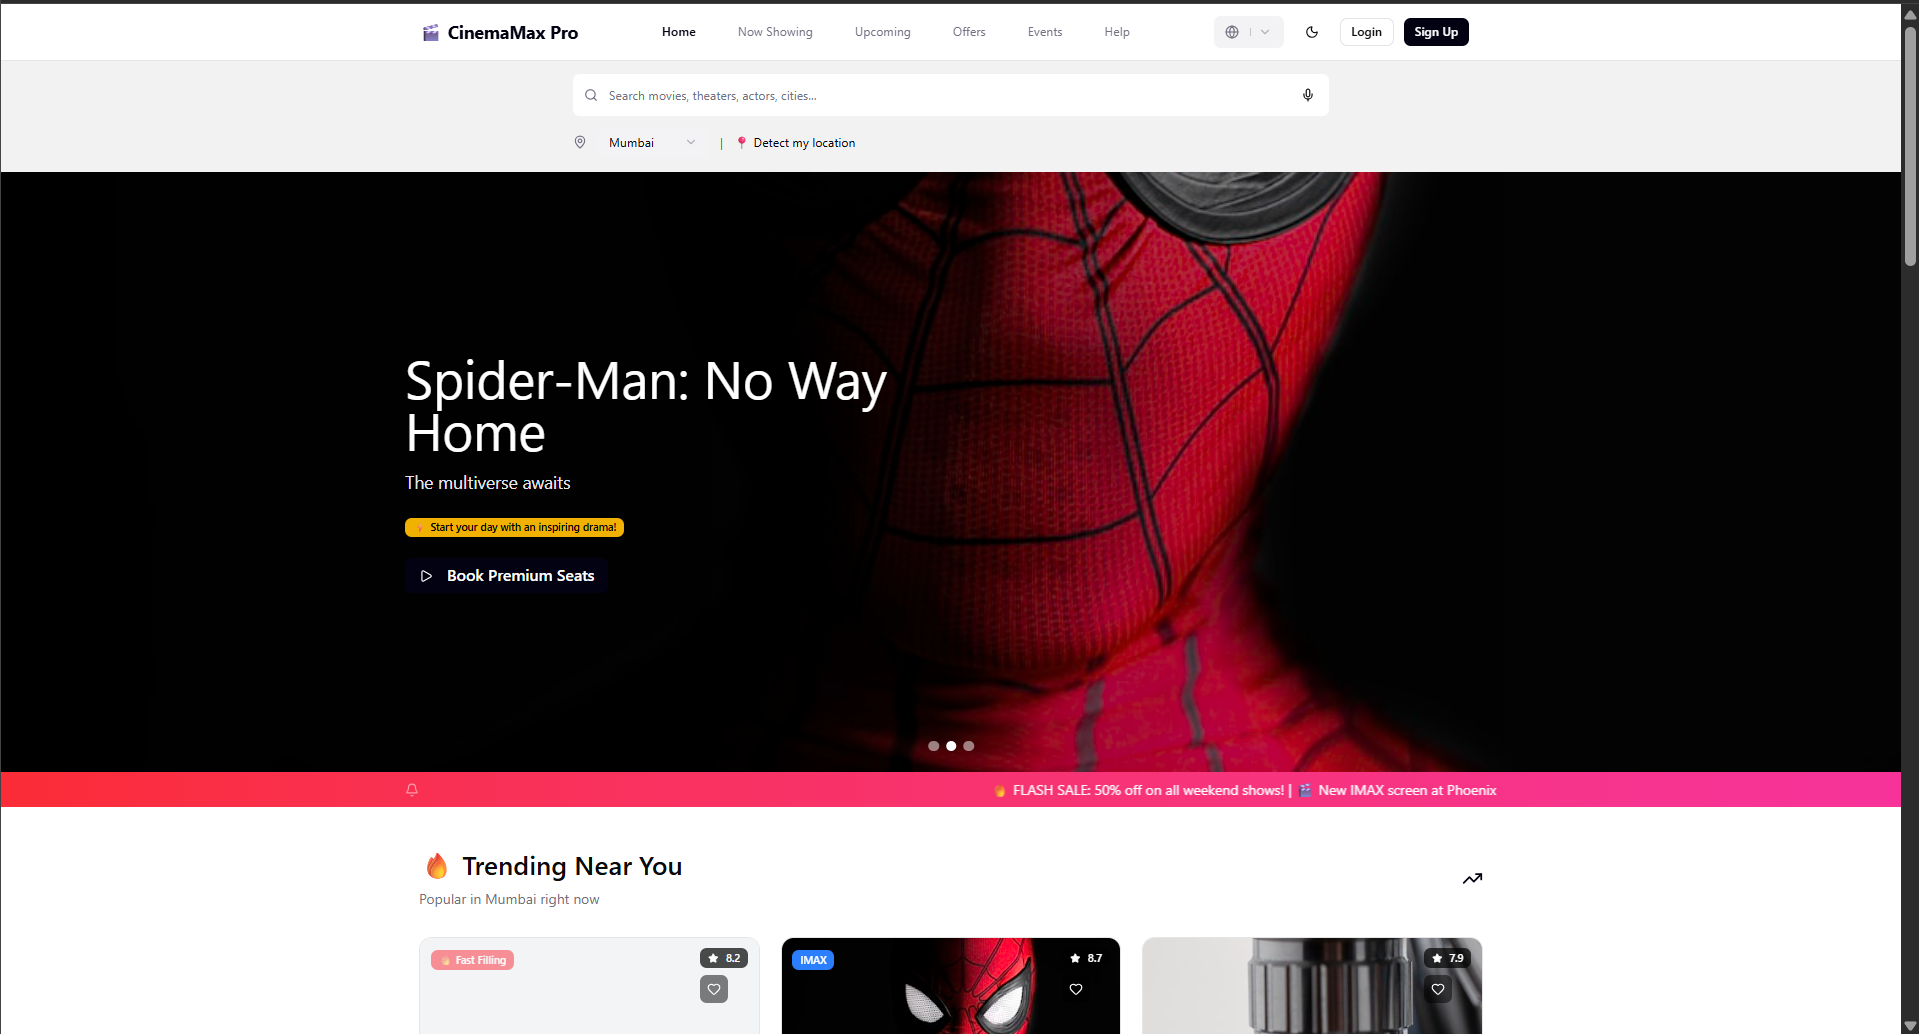 CinemaMax Pro
Home
Now Showing
Upcoming
Offers
Events
Help
Login
Sign Up
Search movies, theaters, actors, cities...
Mumbai
| 📍 Detect my location
Spider-Man: No Way
Home
The multiverse awaits
Start your day with an inspiring drama!
Book Premium Seats
🔥 FLASH SALE: 50% off on all weekend shows! | 🎬 New IMAX screen at Phoenix
🔥 Trending Near You
Popular in Mumbai right now
🔥 Fast Filling
8.2
IMAX
8.7
7.9